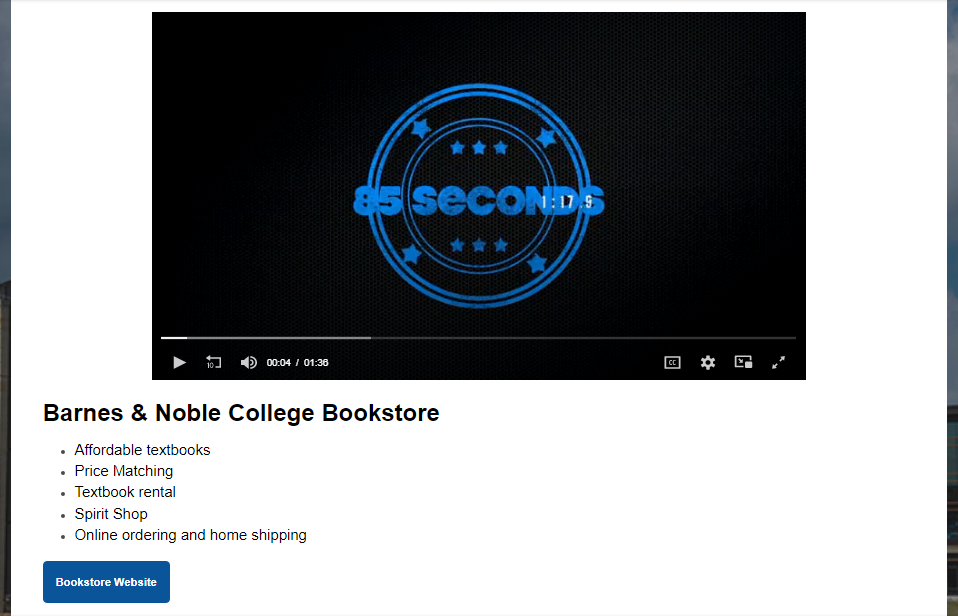 85 SECONDS
1:17.9
10
00:04 / 01:36
CC
Barnes & Noble College Bookstore
Affordable textbooks
Price Matching
Textbook rental
Spirit Shop
Online ordering and home shipping
Bookstore Website